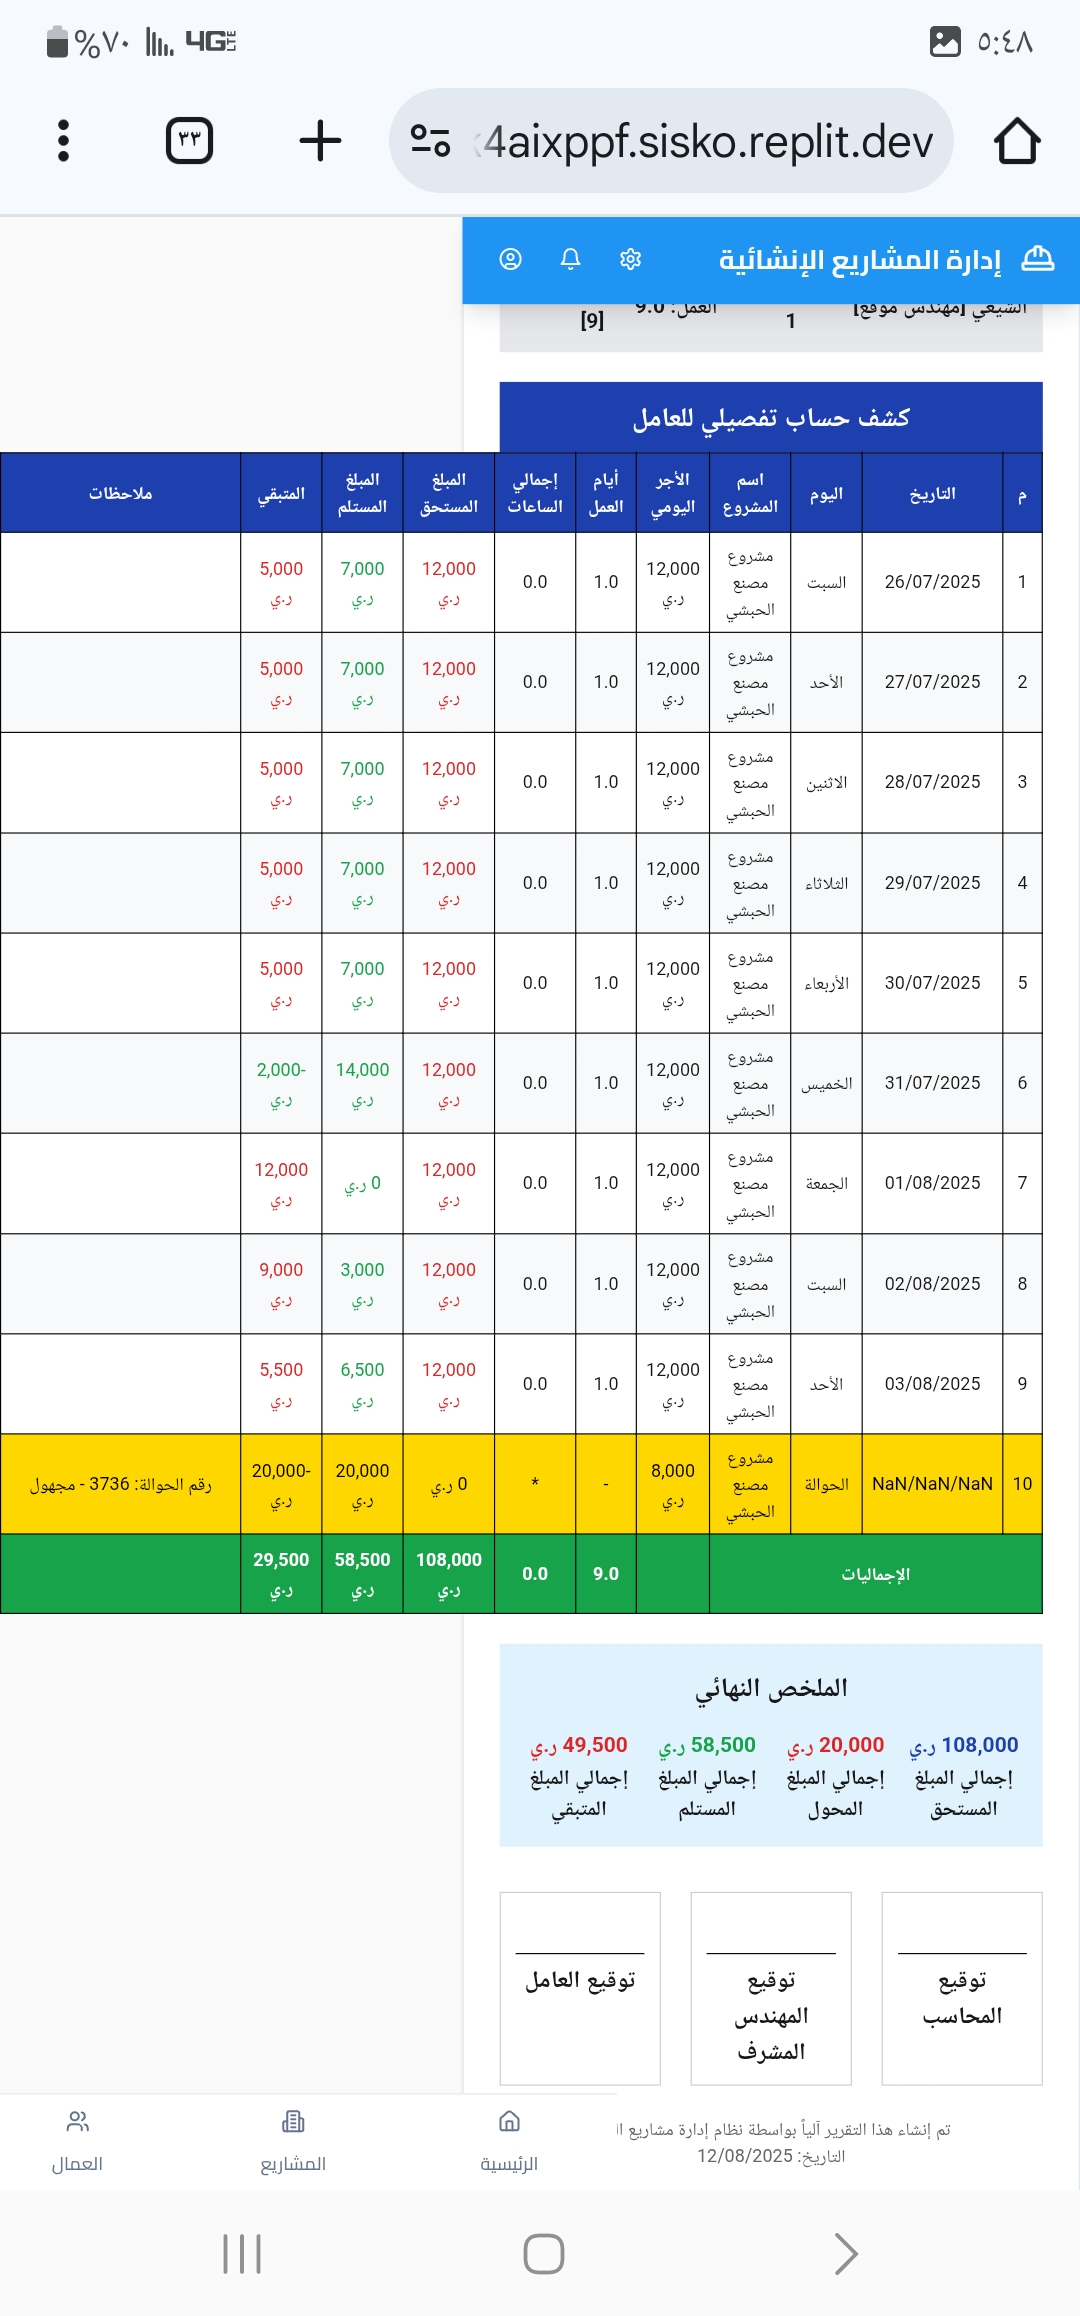 ٥:٤٨
4G LTE
%٧٠
4aixppf.sisko.replit.dev
٣٣
إدارة المشاريع الإنشائية
الشيعي [مهندس موقع]
1
العمل: 9.0
[9]
كشف حساب تفصيلي للعامل
م التاريخ اليوم اسم المشروع الأجر اليومي أيام العمل إجمالي الساعات المبلغ المستحق المبلغ المستلم المتبقي ملاحظات
1 26/07/2025 السبت مشروع مصنع الحبشي 12,000 ر.ي 1.0 0.0 12,000 ر.ي 7,000 ر.ي 5,000 ر.ي
2 27/07/2025 الأحد مشروع مصنع الحبشي 12,000 ر.ي 1.0 0.0 12,000 ر.ي 7,000 ر.ي 5,000 ر.ي
3 28/07/2025 الاثنين مشروع مصنع الحبشي 12,000 ر.ي 1.0 0.0 12,000 ر.ي 7,000 ر.ي 5,000 ر.ي
4 29/07/2025 الثلاثاء مشروع مصنع الحبشي 12,000 ر.ي 1.0 0.0 12,000 ر.ي 7,000 ر.ي 5,000 ر.ي
5 30/07/2025 الأربعاء مشروع مصنع الحبشي 12,000 ر.ي 1.0 0.0 12,000 ر.ي 7,000 ر.ي 5,000 ر.ي
6 31/07/2025 الخميس مشروع مصنع الحبشي 12,000 ر.ي 1.0 0.0 12,000 ر.ي 14,000 ر.ي 2,000- ر.ي
7 01/08/2025 الجمعة مشروع مصنع الحبشي 12,000 ر.ي 1.0 0.0 12,000 ر.ي 0 ر.ي 12,000 ر.ي
8 02/08/2025 السبت مشروع مصنع الحبشي 12,000 ر.ي 1.0 0.0 12,000 ر.ي 3,000 ر.ي 9,000 ر.ي
9 03/08/2025 الأحد مشروع مصنع الحبشي 12,000 ر.ي 1.0 0.0 12,000 ر.ي 6,500 ر.ي 5,500 ر.ي
10 NaN/NaN/NaN الحوالة مشروع مصنع الحبشي 8,000 ر.ي - * 0 ر.ي 20,000 ر.ي 20,000- ر.ي رقم الحوالة: 3736 - مجهول
الإجماليات 9.0 0.0 108,000 ر.ي 58,500 ر.ي 29,500 ر.ي
الملخص النهائي
108,000 ر.ي 20,000 ر.ي 58,500 ر.ي 49,500 ر.ي
إجمالي المبلغ المستحق إجمالي المبلغ المحول إجمالي المبلغ المستلم إجمالي المبلغ المتبقي
توقيع المحاسب
توقيع المهندس المشرف
توقيع العامل
تم إنشاء هذا التقرير آلياً بواسطة نظام إدارة مشاريع
التاريخ: 12/08/2025
الرئيسية المشاريع العمال